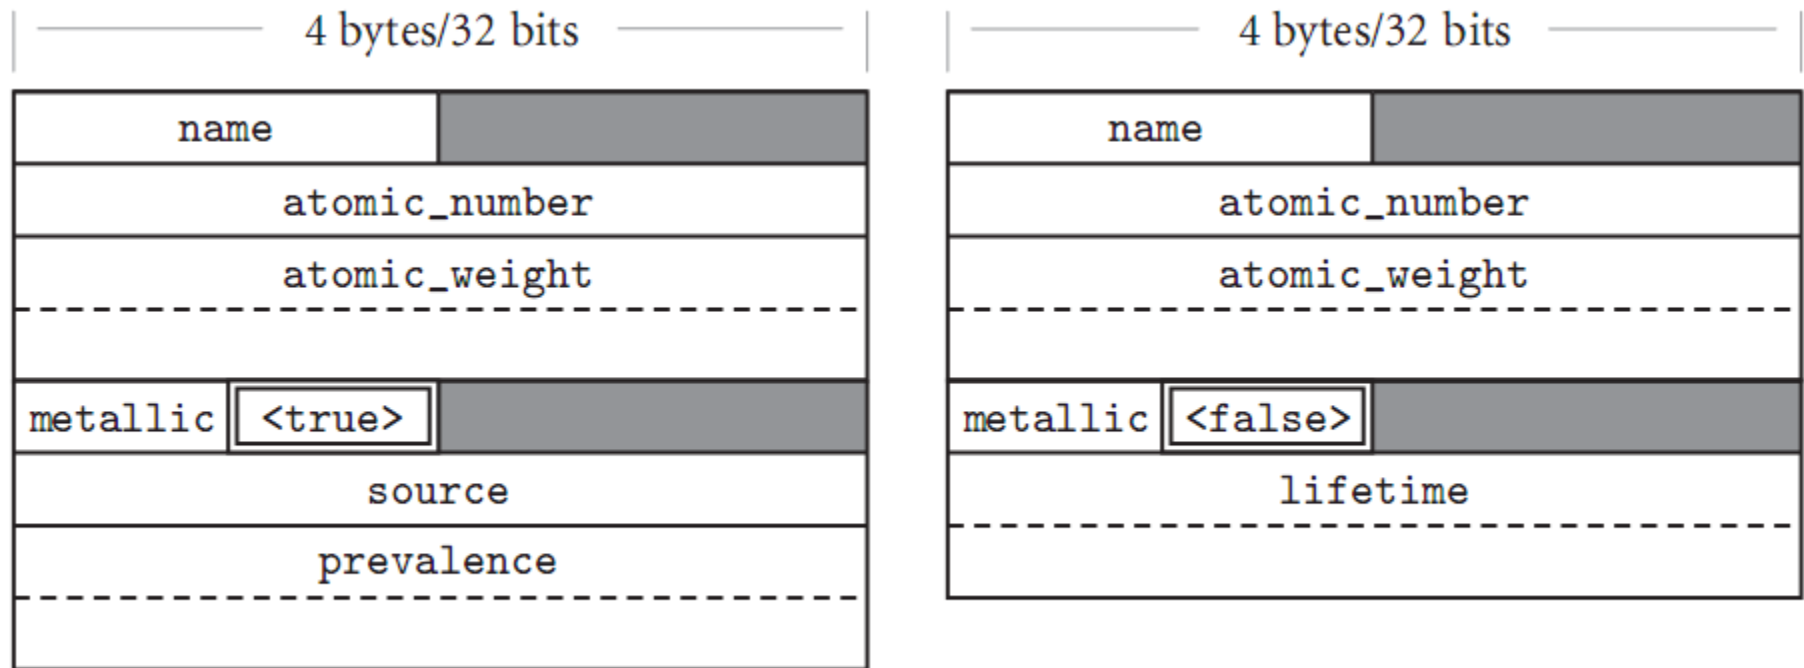 4 bytes/32 bits
name
atomic_number
atomic_weight
metallic <true>
source
prevalence
4 bytes/32 bits
name
atomic_number
atomic_weight
metallic <false>
lifetime